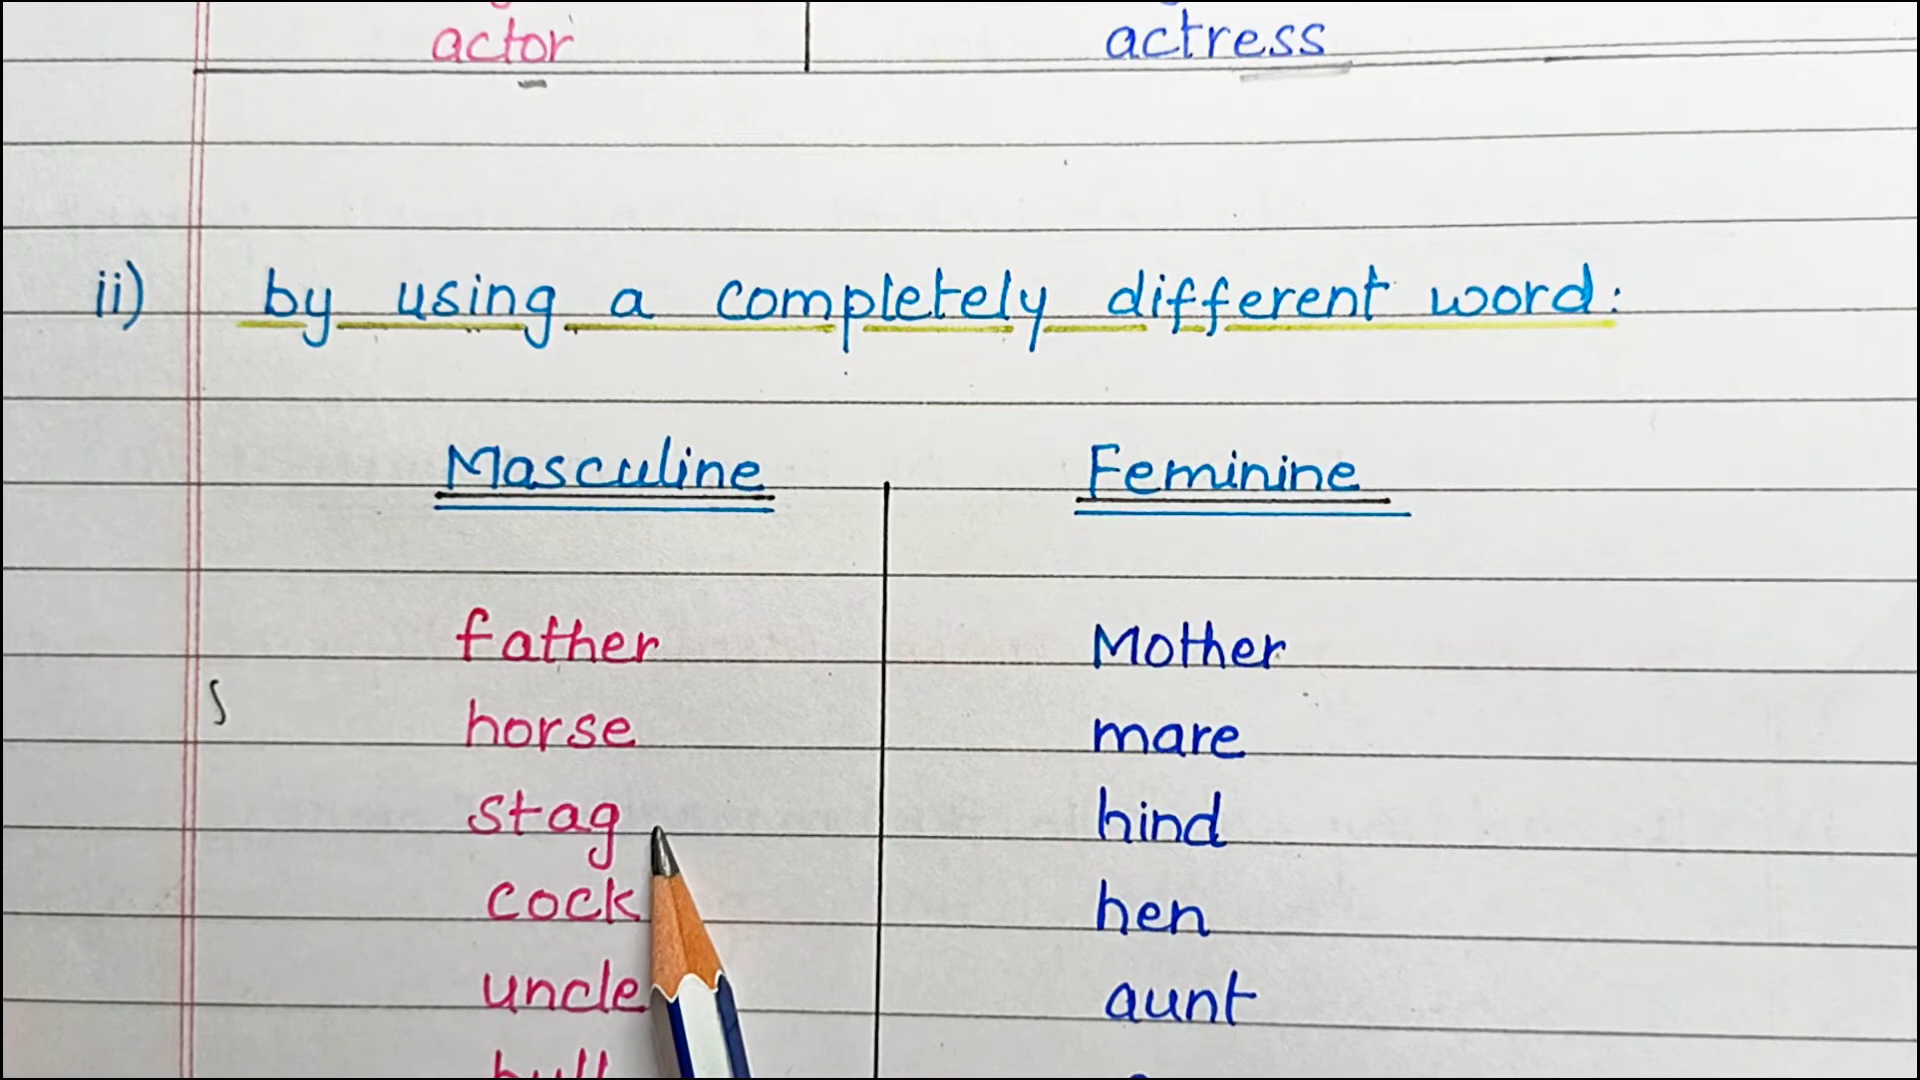 actor actress
ii) by using a completely different word:
Masculine Feminine
father Mother
horse mare
stag hind
cock hen
uncle aunt